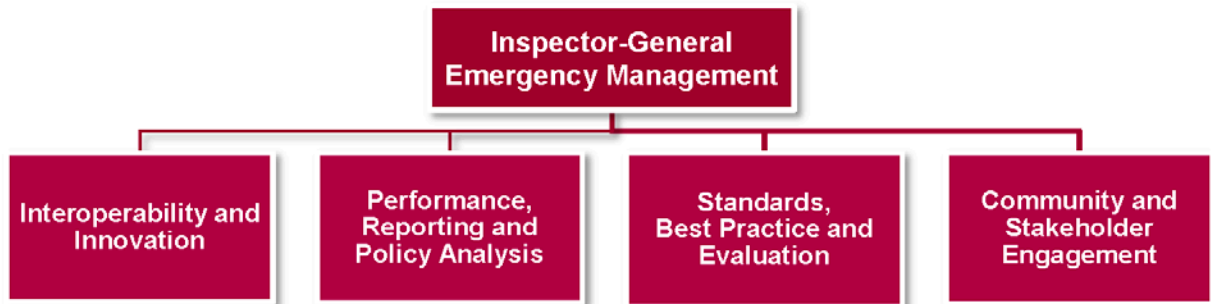 Inspector-General
Emergency Management
Interoperability and
Innovation
Performance,
Reporting and
Policy Analysis
Standards,
Best Practice and
Evaluation
Community and
Stakeholder
Engagement